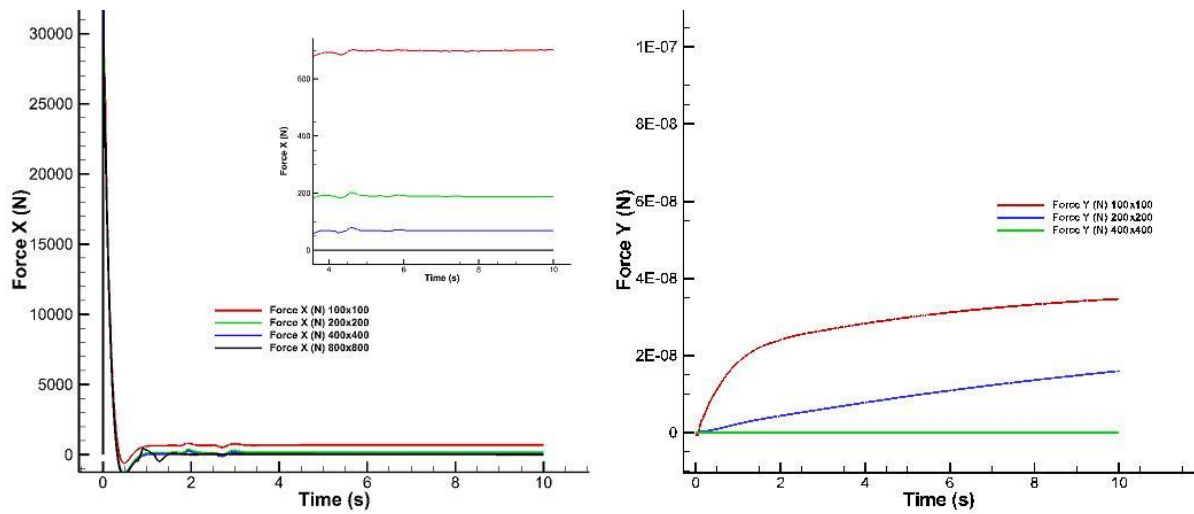 30000
25000
20000
15000
10000
5000
0
Force X (N)
0
2
4
6
8
10
Time (s)
600
400
200
0
Force X (N)
4
6
8
10
Time (s)
Force X (N) 100x100
Force X (N) 200x200
Force X (N) 400x400
Force X (N) 800x800
1E-07
8E-08
6E-08
4E-08
2E-08
0
Force Y (N)
0
2
4
6
8
10
Time (s)
Force Y (N) 100x100
Force Y (N) 200x200
Force Y (N) 400x400